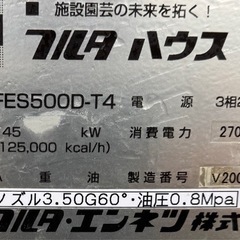 施設園芸の未来を拓く!
フルタ ハウス
FES500D-T4 電源 3相2
45 kW 消費電力 270
125,000 kcal/h)
A 重油 製造番号 V200
ノズル3.50G60°・油圧0.8Mpa
フルタ・エンネツ株式